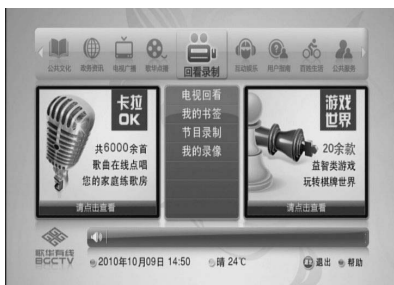 公共文化 政务资讯 电视广播 歌华点播 回看录制 互动娱乐 用户指南 百姓生活 公共服务
卡拉
OK
共6000余首
歌曲在线点唱
您的家庭练歌房
请点击查看
电视回看
我的书签
节目录制
我的录像
游戏
世界
20余款
益智类游戏
玩转棋牌世界
请点击查看
歌华有线
BGCTV
2010年10月09日 14:50 晴 24℃ 退出 帮助